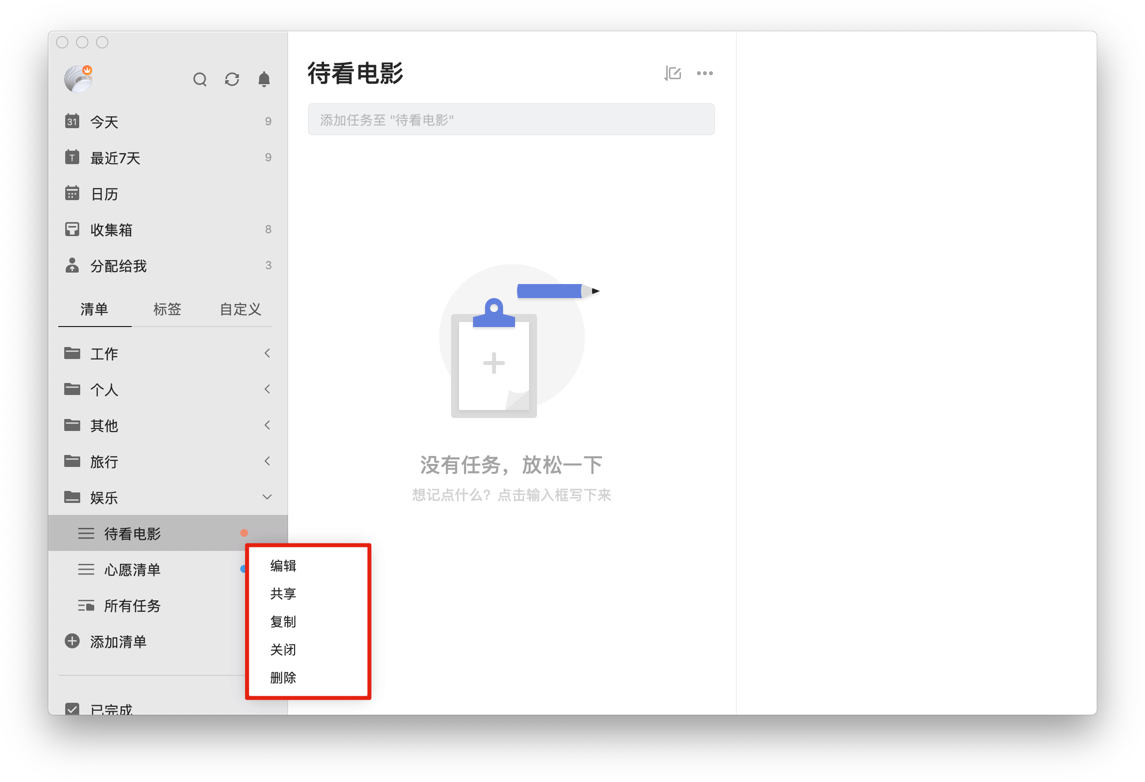 今天
9
最近7天
9
日历
收集箱
8
分配给我
3
清单 标签 自定义
工作
个人
其他
旅行
娱乐
待看电影
心愿清单
所有任务
添加清单
已完成
待看电影
添加任务至 "待看电影"
没有任务，放松一下
想记点什么？点击输入框写下来
编辑
共享
复制
关闭
删除